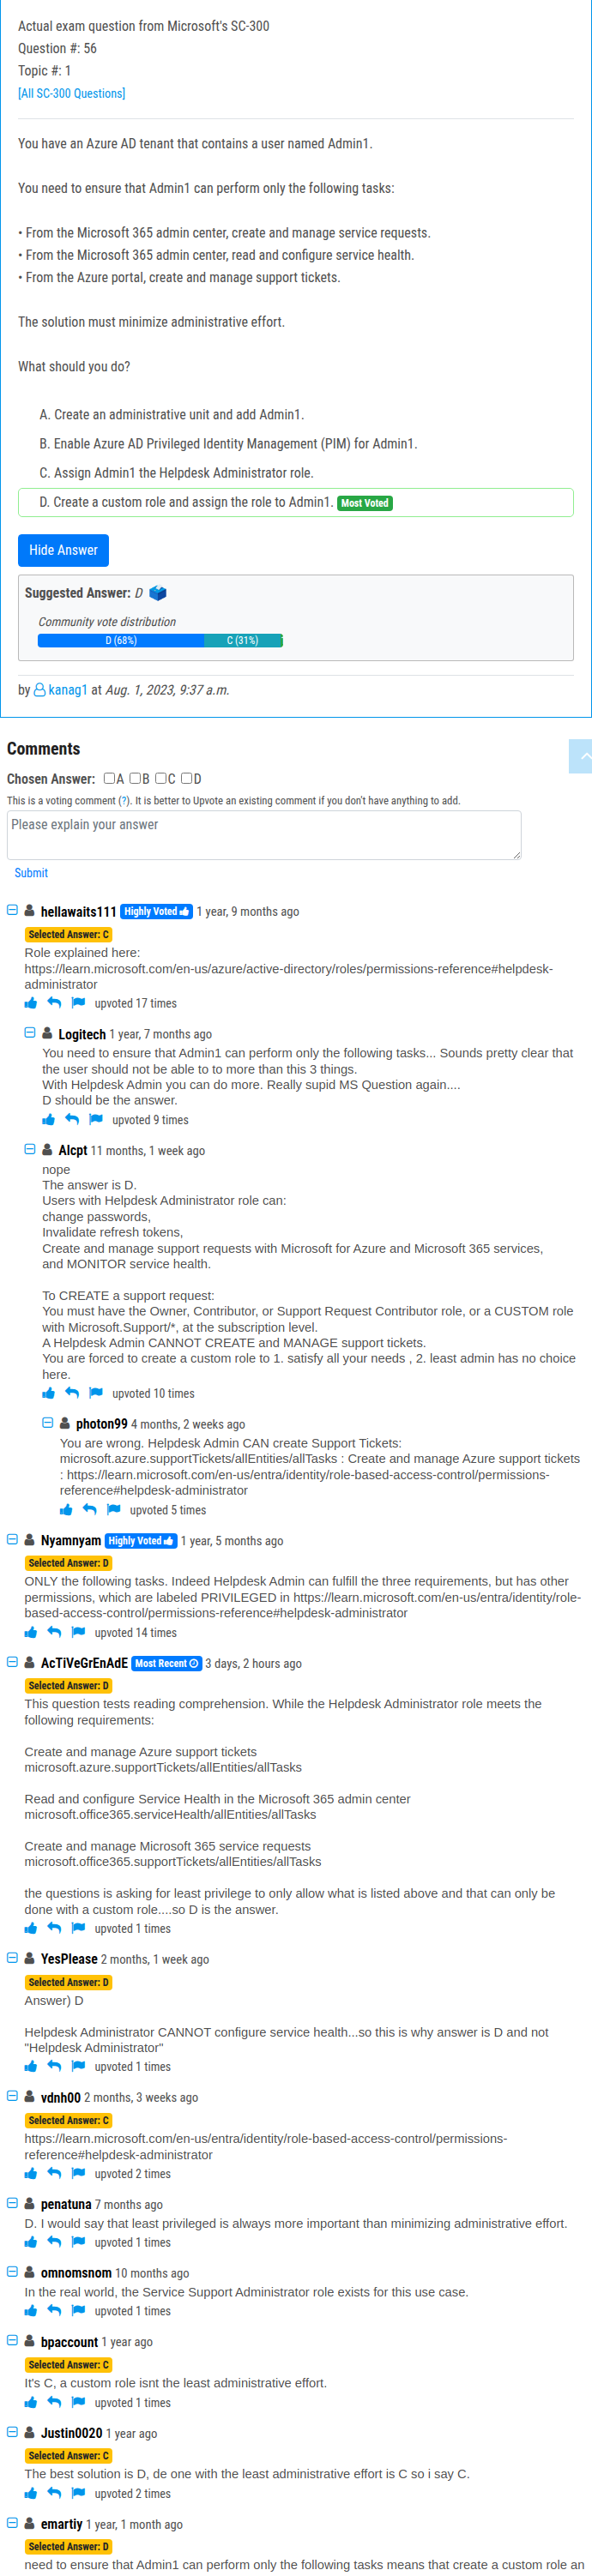 Actual exam question from Microsoft's SC-300
Question #: 56
Topic #: 1
[All SC-300 Questions]
You have an Azure AD tenant that contains a user named Admin1.
You need to ensure that Admin1 can perform only the following tasks:
• From the Microsoft 365 admin center, create and manage service requests.
• From the Microsoft 365 admin center, read and configure service health.
• From the Azure portal, create and manage support tickets.
The solution must minimize administrative effort.
What should you do?
A. Create an administrative unit and add Admin1.
B. Enable Azure AD Privileged Identity Management (PIM) for Admin1.
C. Assign Admin1 the Helpdesk Administrator role.
D. Create a custom role and assign the role to Admin1. Most Voted
Hide Answer
Suggested Answer: D
Community vote distribution
D (68%) C (31%)
by kanag1 at Aug. 1, 2023, 9:37 a.m.
Comments
Chosen Answer: A B C D
This is a voting comment (?). It is better to Upvote an existing comment if you don't have anything to add.
Please explain your answer
Submit
hellawaits111 Highly Voted 1 year, 9 months ago
Selected Answer: C
Role explained here:
https://learn.microsoft.com/en-us/azure/active-directory/roles/permissions-reference#helpdesk-
administrator
upvoted 17 times
Logitech 1 year, 7 months ago
You need to ensure that Admin1 can perform only the following tasks... Sounds pretty clear that
the user should not be able to to more than this 3 things.
With Helpdesk Admin you can do more. Really supid MS Question again....
D should be the answer.
upvoted 9 times
Alcpt 11 months, 1 week ago
nope
The answer is D.
Users with Helpdesk Administrator role can:
change passwords,
Invalidate refresh tokens,
Create and manage support requests with Microsoft for Azure and Microsoft 365 services,
and MONITOR service health.
To CREATE a support request:
You must have the Owner, Contributor, or Support Request Contributor role, or a CUSTOM role
with Microsoft.Support/*, at the subscription level.
A Helpdesk Admin CANNOT CREATE and MANAGE support tickets.
You are forced to create a custom role to 1. satisfy all your needs , 2. least admin has no choice
here.
upvoted 10 times
photon99 4 months, 2 weeks ago
You are wrong. Helpdesk Admin CAN create Support Tickets:
microsoft.azure.supportTickets/allEntities/allTasks : Create and manage Azure support tickets
: https://learn.microsoft.com/en-us/entra/identity/role-based-access-control/permissions-
reference#helpdesk-administrator
upvoted 5 times
Nyamnyam Highly Voted 1 year, 5 months ago
Selected Answer: D
ONLY the following tasks. Indeed Helpdesk Admin can fulfill the three requirements, but has other
permissions, which are labeled PRIVILEGED in https://learn.microsoft.com/en-us/entra/identity/role-
based-access-control/permissions-reference#helpdesk-administrator
upvoted 14 times
AcTiVeGrEnAdE Most Recent 3 days, 2 hours ago
Selected Answer: D
This question tests reading comprehension. While the Helpdesk Administrator role meets the
following requirements:
Create and manage Azure support tickets
microsoft.azure.supportTickets/allEntities/allTasks
Read and configure Service Health in the Microsoft 365 admin center
microsoft.office365.serviceHealth/allEntities/allTasks
Create and manage Microsoft 365 service requests
microsoft.office365.supportTickets/allEntities/allTasks
the questions is asking for least privilege to only allow what is listed above and that can only be
done with a custom role....so D is the answer.
upvoted 1 times
YesPlease 2 months, 1 week ago
Selected Answer: D
Answer) D
Helpdesk Administrator CANNOT configure service health...so this is why answer is D and not
"Helpdesk Administrator"
upvoted 1 times
vdnh00 2 months, 3 weeks ago
Selected Answer: C
https://learn.microsoft.com/en-us/entra/identity/role-based-access-control/permissions-
reference#helpdesk-administrator
upvoted 2 times
penatuna 7 months ago
D. I would say that least privileged is always more important than minimizing administrative effort.
upvoted 1 times
omnomsnom 10 months ago
In the real world, the Service Support Administrator role exists for this use case.
upvoted 1 times
bpaccount 1 year ago
Selected Answer: C
It's C, a custom role isnt the least administrative effort.
upvoted 1 times
Justin0020 1 year ago
Selected Answer: C
The best solution is D, de one with the least administrative effort is C so i say C.
upvoted 2 times
emartiy 1 year, 1 month ago
Selected Answer: D
need to ensure that Admin1 can perform only the following tasks means that create a custom role an